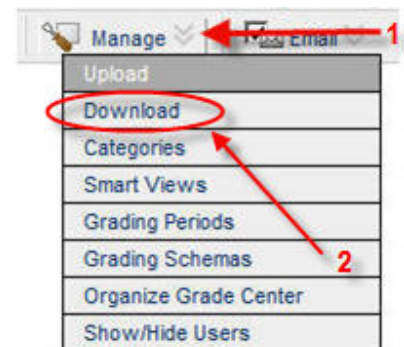 Manage Email 1
Upload
Download
Categories
Smart Views
Grading Periods
Grading Schemas 2
Organize Grade Center
Show/Hide Users